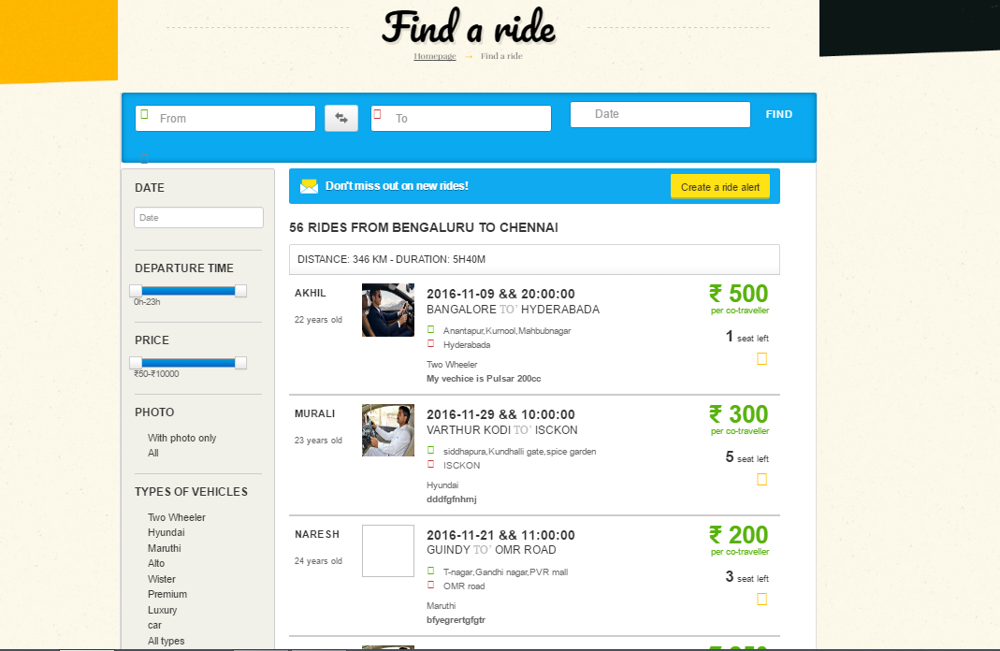 Find a ride
Homepage → Find a ride
From
To
Date
FIND
DATE
Date
DEPARTURE TIME
0h-23h
PRICE
₹50-₹10000
PHOTO
With photo only
All
TYPES OF VEHICLES
Two Wheeler
Hyundai
Maruthi
Alto
Wister
Premium
Luxury
car
All types
Don't miss out on new rides!
Create a ride alert
56 RIDES FROM BENGALURU TO CHENNAI
DISTANCE: 346 KM - DURATION: 5H40M
AKHIL
22 years old
2016-11-09 && 20:00:00
BANGALORE TO' HYDERABADA
Anantapur,Kurnool,Mahbubnagar
Hyderabada
Two Wheeler
My vechice is Pulsar 200cc
₹ 500
per co-traveller
1 seat left
MURALI
23 years old
2016-11-29 && 10:00:00
VARTHUR KODI TO' ISCKON
siddhapura,Kundhalli gate,spice garden
ISCKON
Hyundai
dddfgfnhmj
₹ 300
per co-traveller
5 seat left
NARESH
24 years old
2016-11-21 && 11:00:00
GUINDY TO' OMR ROAD
T-nagar,Gandhi nagar,PVR mall
OMR road
Maruthi
bfyegrertgfgtr
₹ 200
per co-traveller
3 seat left